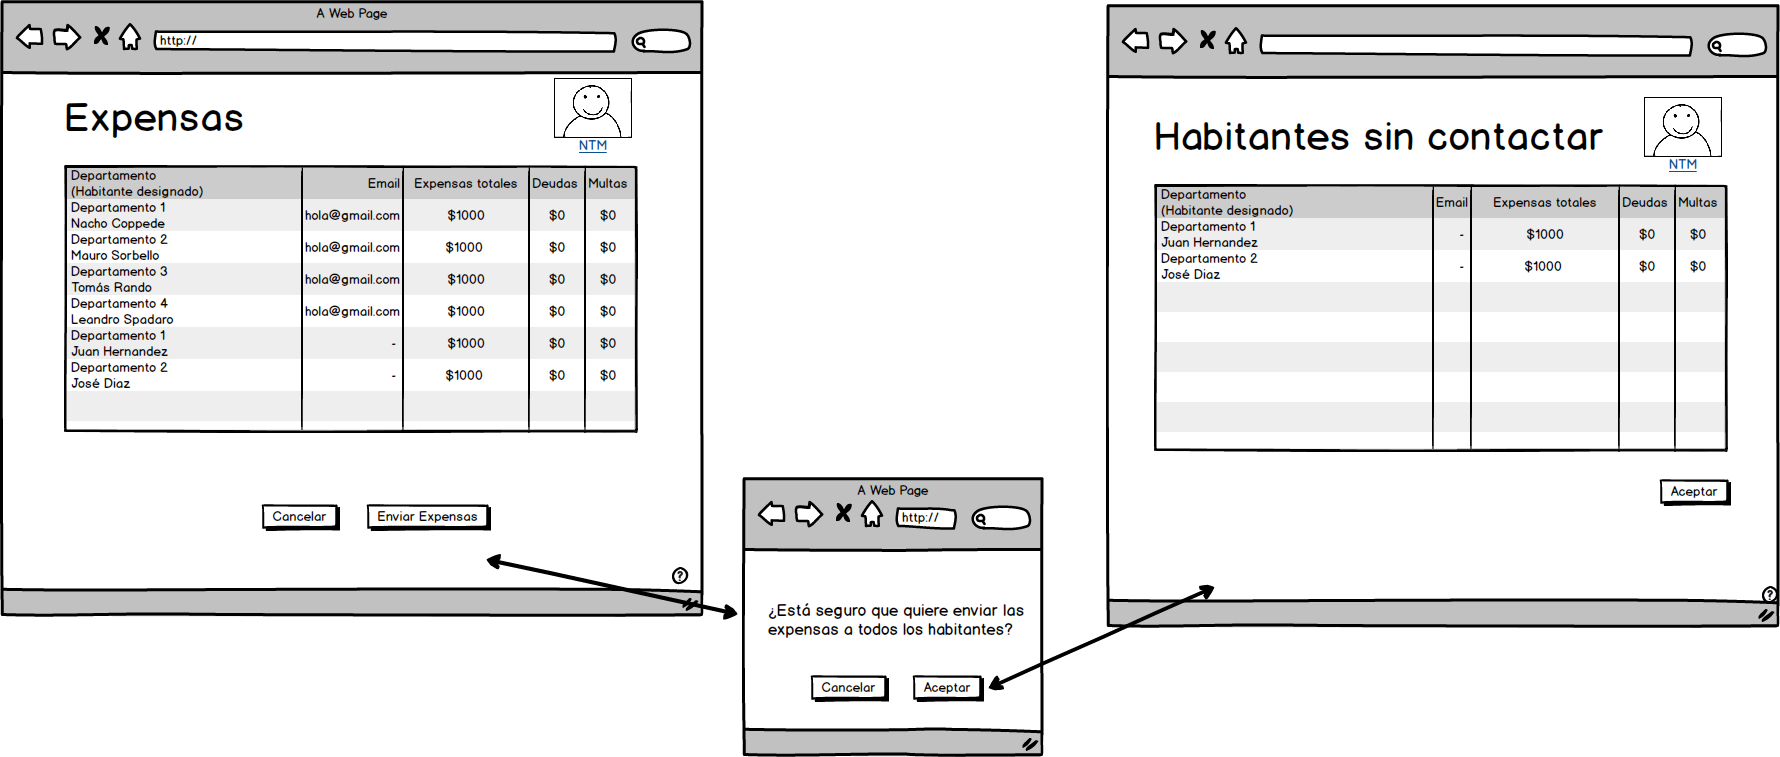 A Web Page
http://
Expensas
NTM
Departamento
(Habitante designado)
Email
Expensas totales
Deudas
Multas
Departamento 1
Nacho Coppede
hola@gmail.com
$1000
$0
$0
Departamento 2
Mauro Sorbello
hola@gmail.com
$1000
$0
$0
Departamento 3
Tomás Rando
hola@gmail.com
$1000
$0
$0
Departamento 4
Leandro Spadaro
hola@gmail.com
$1000
$0
$0
Departamento 1
Juan Hernandez
-
$1000
$0
$0
Departamento 2
José Diaz
-
$1000
$0
$0
Cancelar
Enviar Expensas
?
A Web Page
http://
¿Está seguro que quiere enviar las
expensas a todos los habitantes?
Cancelar
Aceptar
Habitantes sin contactar
NTM
Departamento
(Habitante designado)
Email
Expensas totales
Deudas
Multas
Departamento 1
Juan Hernandez
-
$1000
$0
$0
Departamento 2
José Diaz
-
$1000
$0
$0
Aceptar
?